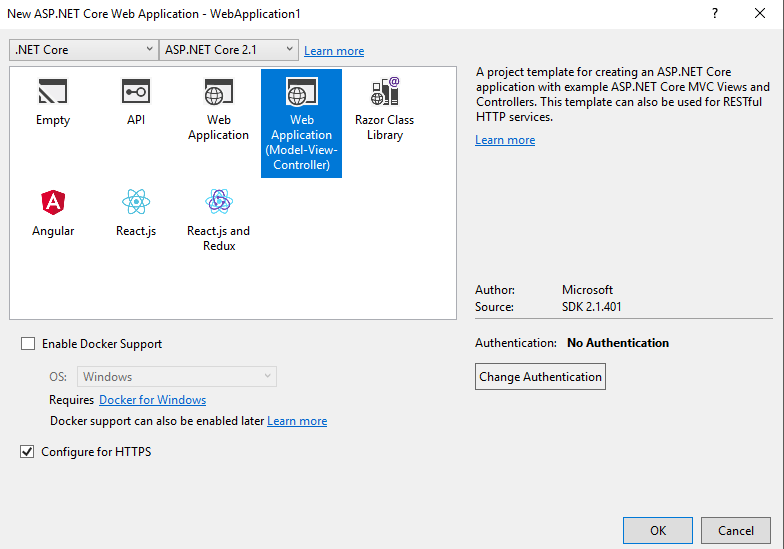 New ASP.NET Core Web Application - WebApplication1
? 
.NET Core
ASP.NET Core 2.1
Learn more
Empty
API
Web
Application
Web
Application
(Model-View-
Controller)
Razor Class
Library
Angular
React.js
React.js and
Redux
A project template for creating an ASP.NET Core
application with example ASP.NET Core MVC Views and
Controllers. This template can also be used for RESTful
HTTP services.
Learn more
Author: Microsoft
Source: SDK 2.1.401
Authentication: No Authentication
Change Authentication
Enable Docker Support
OS: Windows
Requires Docker for Windows
Docker support can also be enabled later Learn more
Configure for HTTPS
OK
Cancel